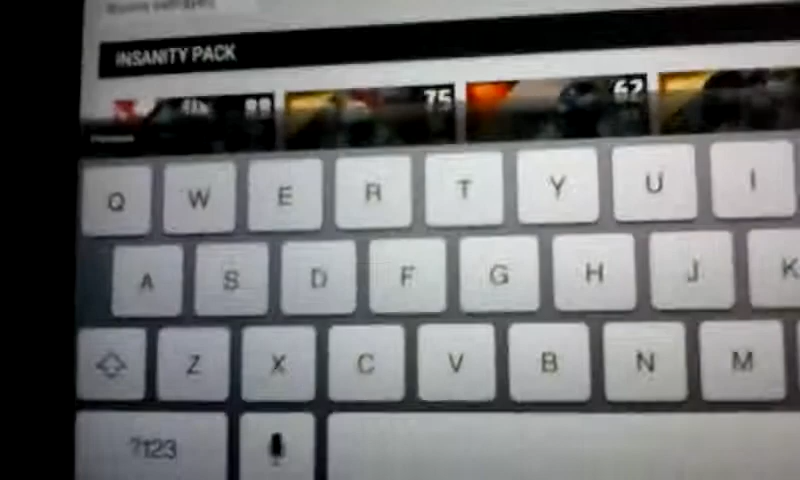 INSANITY PACK
88 75 62
Q W E R T Y U I
A S D F G H J K
Z X C V B N M
?123